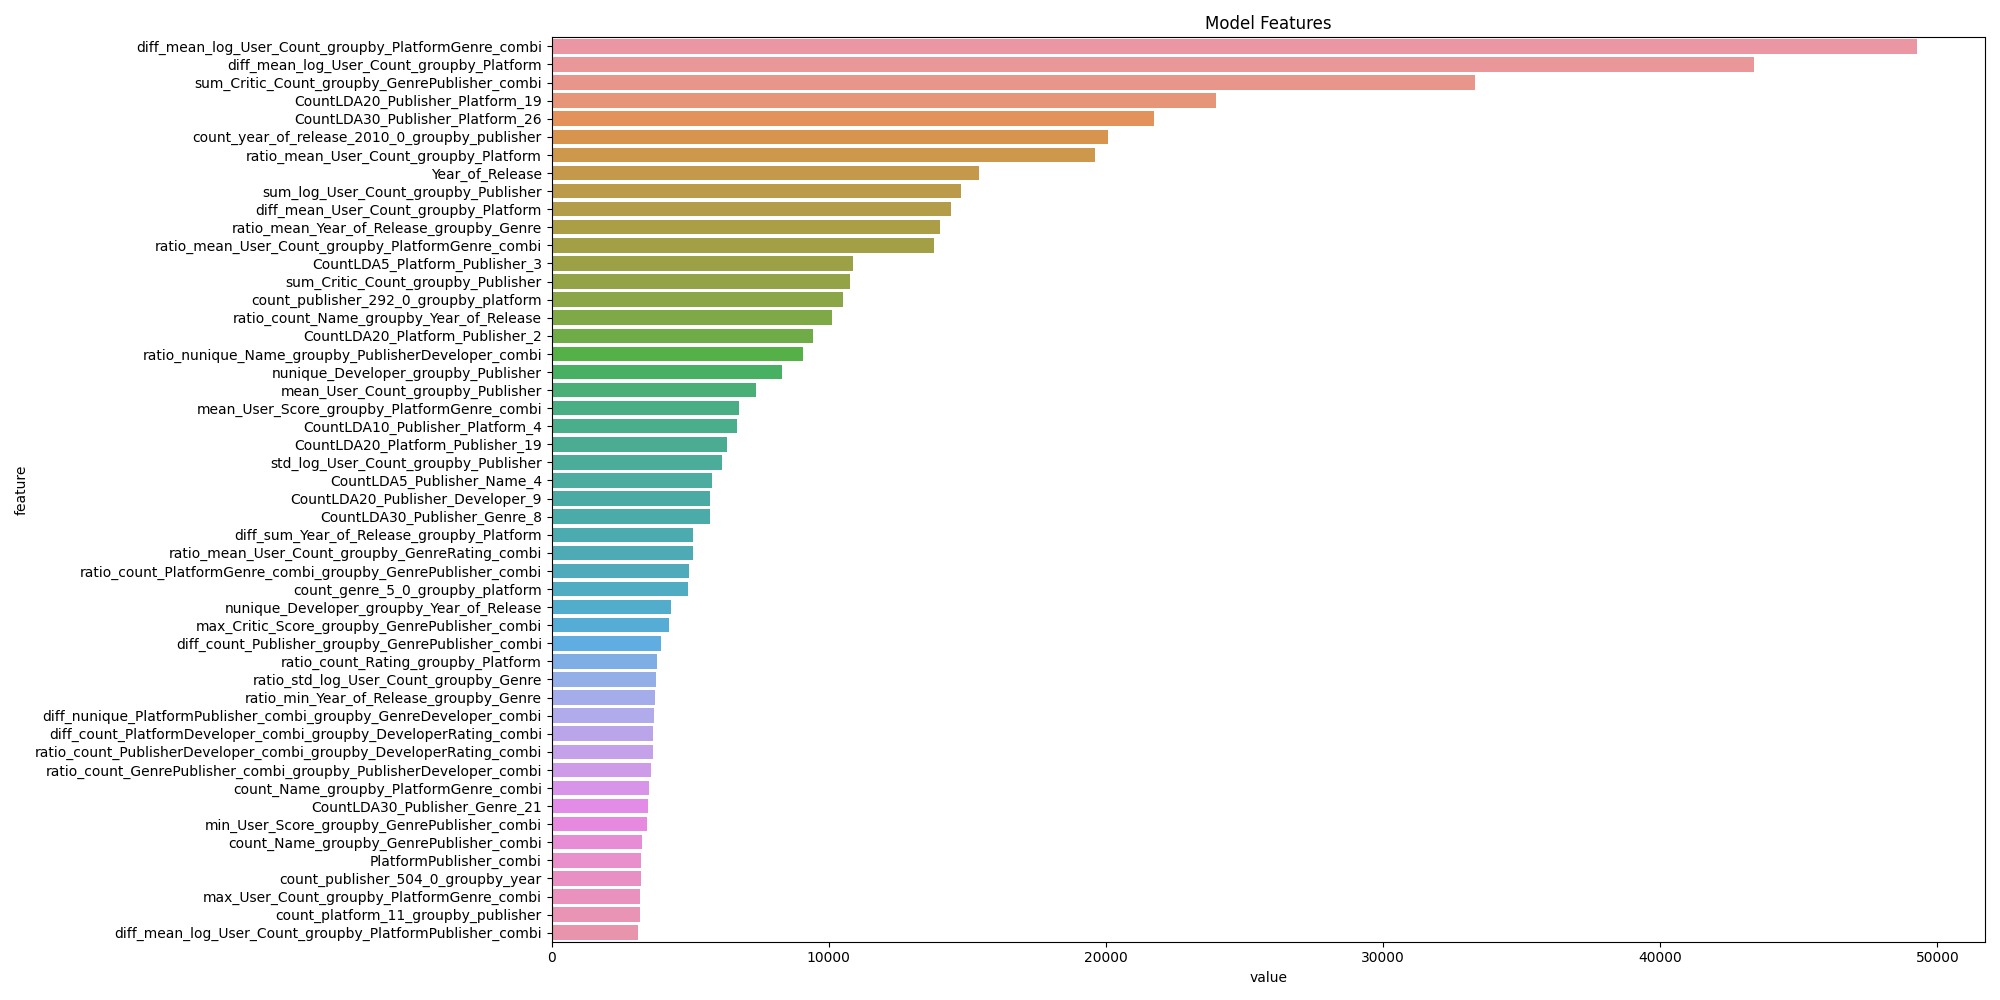 Model Features
diff_mean_log_User_Count_groupby_PlatformGenre_combi
diff_mean_log_User_Count_groupby_Platform
sum_Critic_Count_groupby_GenrePublisher_combi
CountLDA20_Publisher_Platform_19
CountLDA30_Publisher_Platform_26
count_year_of_release_2010_0_groupby_publisher
ratio_mean_User_Count_groupby_Platform
Year_of_Release
sum_log_User_Count_groupby_Publisher
diff_mean_User_Count_groupby_Platform
ratio_mean_Year_of_Release_groupby_Genre
ratio_mean_User_Count_groupby_PlatformGenre_combi
CountLDA5_Platform_Publisher_3
sum_Critic_Count_groupby_Publisher
count_publisher_292_0_groupby_platform
ratio_count_Name_groupby_Year_of_Release
CountLDA20_Platform_Publisher_2
ratio_nunique_Name_groupby_PublisherDeveloper_combi
nunique_Developer_groupby_Publisher
mean_User_Count_groupby_Publisher
mean_User_Score_groupby_PlatformGenre_combi
CountLDA10_Publisher_Platform_4
CountLDA20_Platform_Publisher_19
std_log_User_Count_groupby_Publisher
CountLDA5_Publisher_Name_4
CountLDA20_Publisher_Developer_9
CountLDA30_Publisher_Genre_8
diff_sum_Year_of_Release_groupby_Platform
ratio_mean_User_Count_groupby_GenreRating_combi
ratio_count_PlatformGenre_combi_groupby_GenrePublisher_combi
count_genre_5_0_groupby_platform
nunique_Developer_groupby_Year_of_Release
max_Critic_Score_groupby_GenrePublisher_combi
diff_count_Publisher_groupby_GenrePublisher_combi
ratio_count_Rating_groupby_Platform
ratio_std_log_User_Count_groupby_Genre
ratio_min_Year_of_Release_groupby_Genre
diff_nunique_PlatformPublisher_combi_groupby_GenreDeveloper_combi
diff_count_PlatformDeveloper_combi_groupby_DeveloperRating_combi
ratio_count_PublisherDeveloper_combi_groupby_DeveloperRating_combi
ratio_count_GenrePublisher_combi_groupby_PublisherDeveloper_combi
count_Name_groupby_PlatformGenre_combi
CountLDA30_Publisher_Genre_21
min_User_Score_groupby_GenrePublisher_combi
count_Name_groupby_GenrePublisher_combi
PlatformPublisher_combi
count_publisher_504_0_groupby_year
max_User_Count_groupby_PlatformGenre_combi
count_platform_11_groupby_publisher
diff_mean_log_User_Count_groupby_PlatformPublisher_combi
feature
0 10000 20000 30000 40000 50000
value